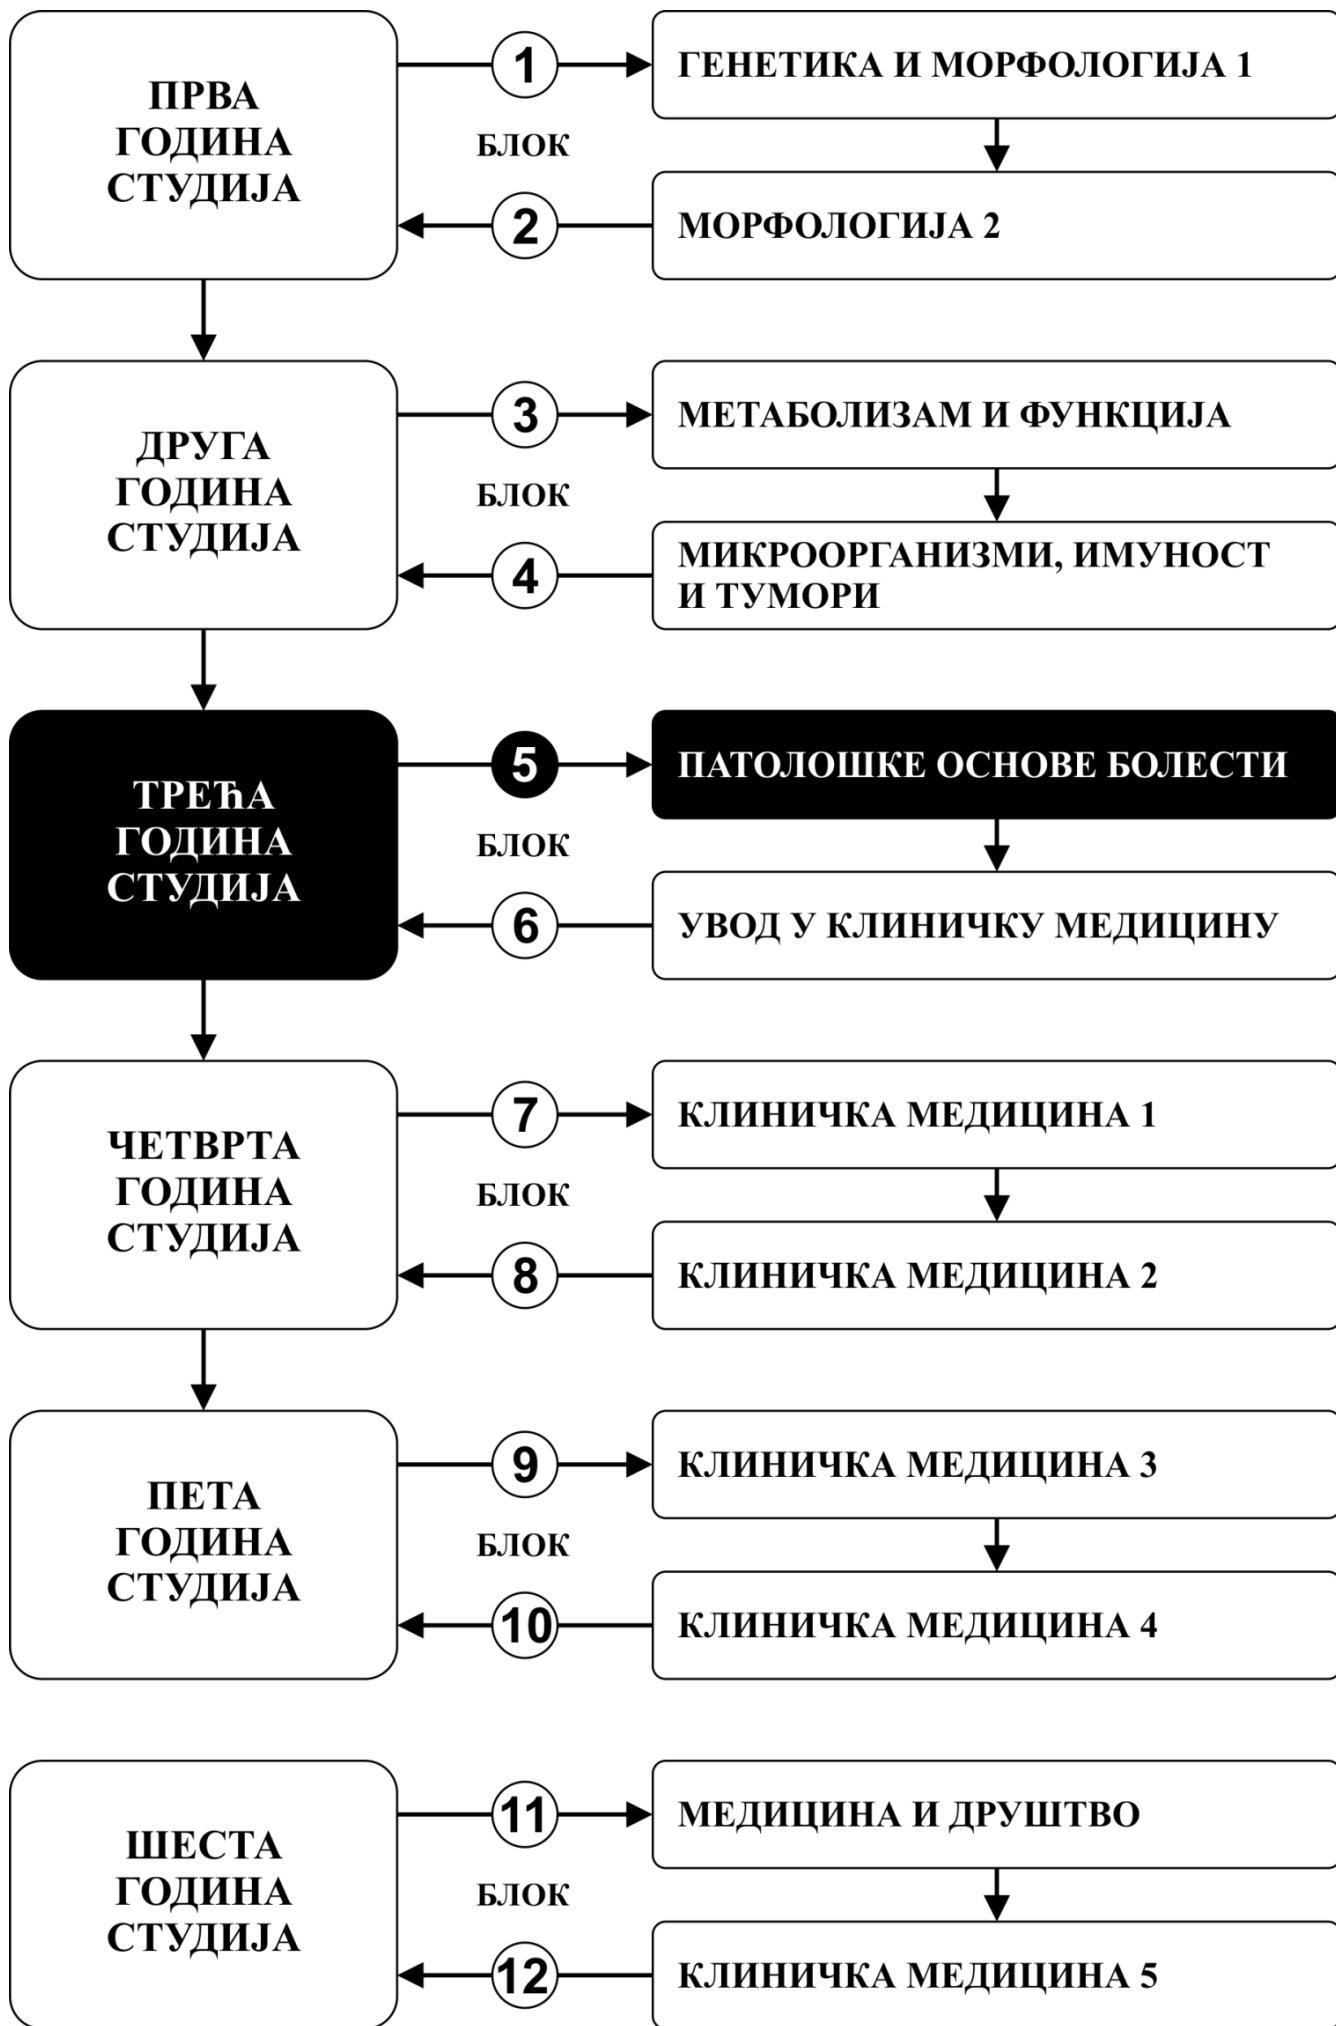 ПРВА
ГОДИНА
СТУДИЈА
1
БЛОК
2
ГЕНЕТИКА И МОРФОЛОГИЈА 1
МОРФОЛОГИЈА 2
ДРУГА
ГОДИНА
СТУДИЈА
3
БЛОК
4
МЕТАБОЛИЗАМ И ФУНКЦИЈА
МИКРООРГАНИЗМИ, ИМУНОСТ
И ТУМОРИ
ТРЕЋА
ГОДИНА
СТУДИЈА
5
БЛОК
6
ПАТОЛОШКЕ ОСНОВЕ БОЛЕСТИ
УВОД У КЛИНИЧКУ МЕДИЦИНУ
ЧЕТВРТА
ГОДИНА
СТУДИЈА
7
БЛОК
8
КЛИНИЧКА МЕДИЦИНА 1
КЛИНИЧКА МЕДИЦИНА 2
ПЕТА
ГОДИНА
СТУДИЈА
9
БЛОК
10
КЛИНИЧКА МЕДИЦИНА 3
КЛИНИЧКА МЕДИЦИНА 4
ШЕСТА
ГОДИНА
СТУДИЈА
11
БЛОК
12
МЕДИЦИНА И ДРУШТВО
КЛИНИЧКА МЕДИЦИНА 5